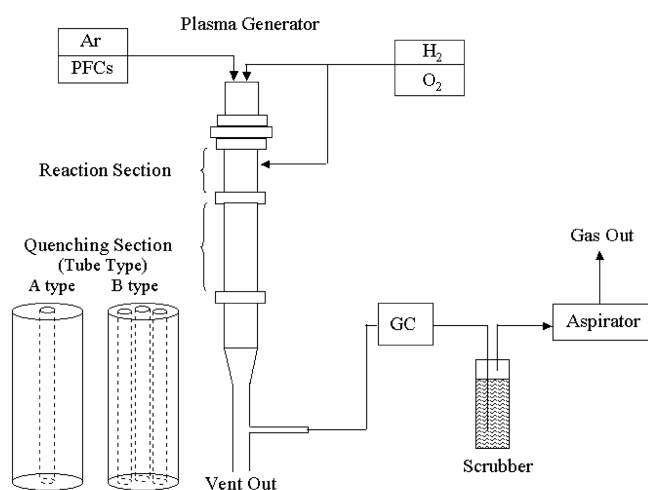 Plasma Generator
Ar
PFCs
H2
O2
Reaction Section
Quenching Section
(Tube Type)
A type B type
Gas Out
GC
Aspirator
Scrubber
Vent Out